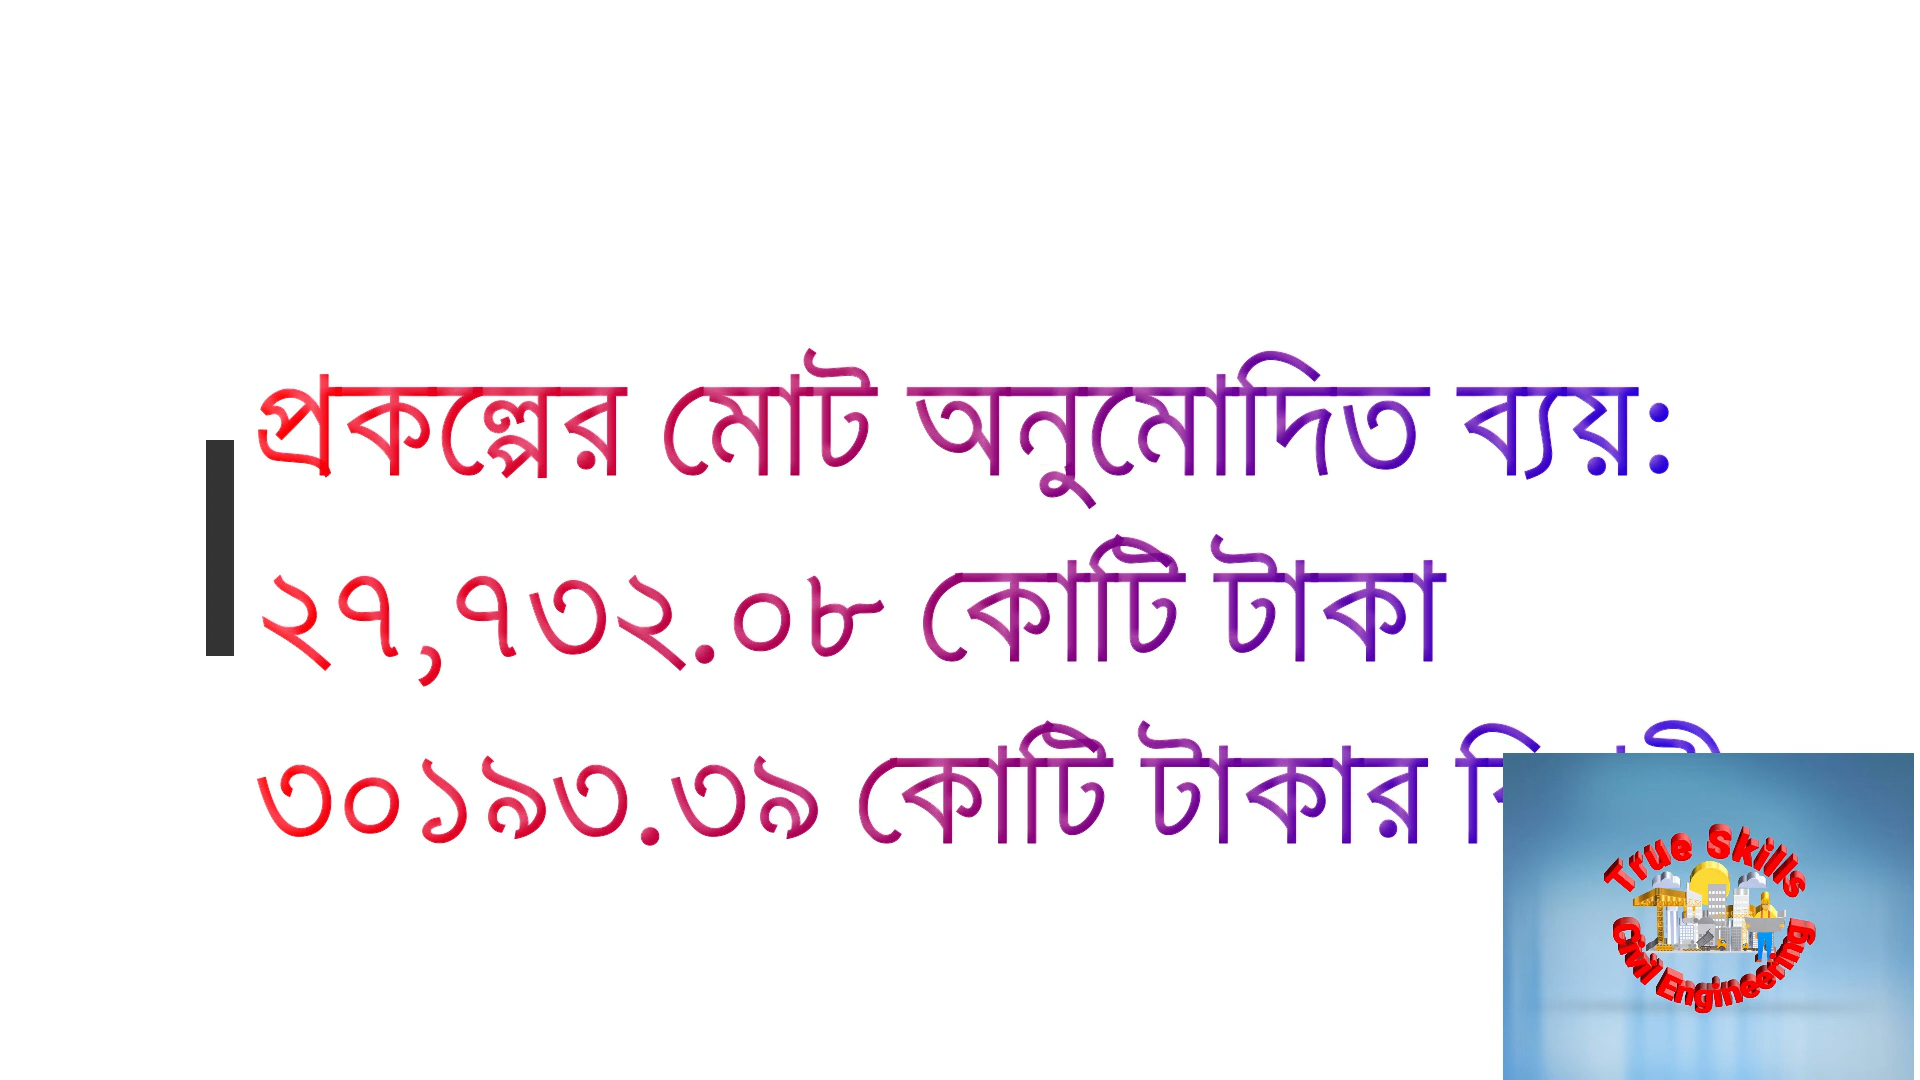 প্রকল্পের মোট অনুমোদিত ব্যয়:
২৭,৭৩২.০৮ কোটি টাকা
৩০১৯৩.৩৯ কোটি টাকার
True Skills
Civil Engineering